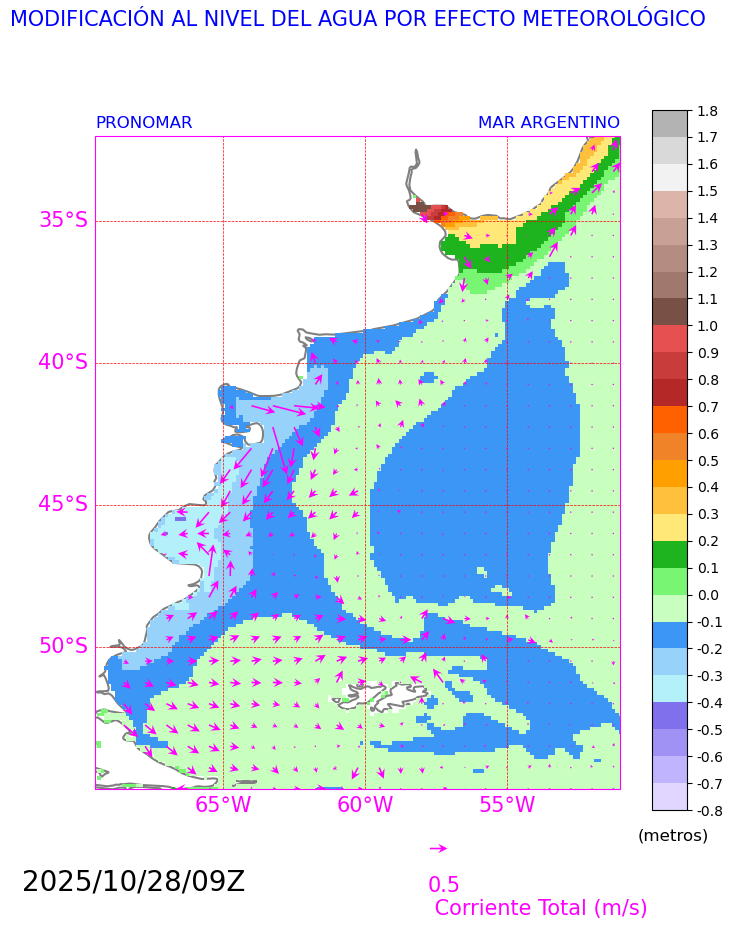 MODIFICACIÓN AL NIVEL DEL AGUA POR EFECTO METEOROLÓGICO
PRONOMAR
MAR ARGENTINO
35°S
40°S
45°S
50°S
65°W
60°W
55°W
1.8
1.7
1.6
1.5
1.4
1.3
1.2
1.1
1.0
0.9
0.8
0.7
0.6
0.5
0.4
0.3
0.2
0.1
0.0
-0.1
-0.2
-0.3
-0.4
-0.5
-0.6
-0.7
-0.8
(metros)
0.5
Corriente Total (m/s)
2025/10/28/09Z